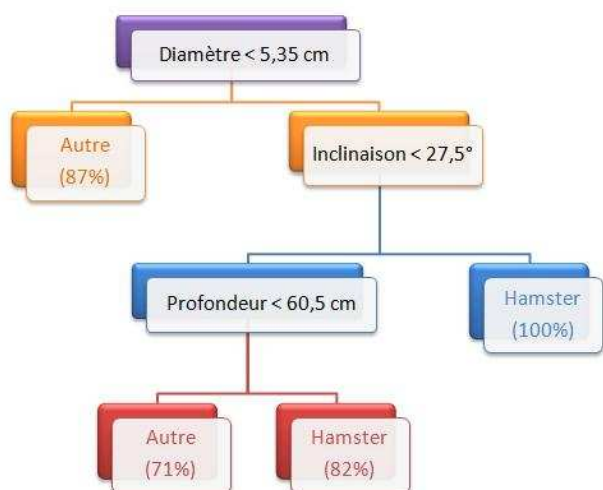 Diamètre < 5,35 cm
Autre
(87%)
Inclinaison < 27,5°
Profondeur < 60,5 cm
Hamster
(100%)
Autre
(71%)
Hamster
(82%)